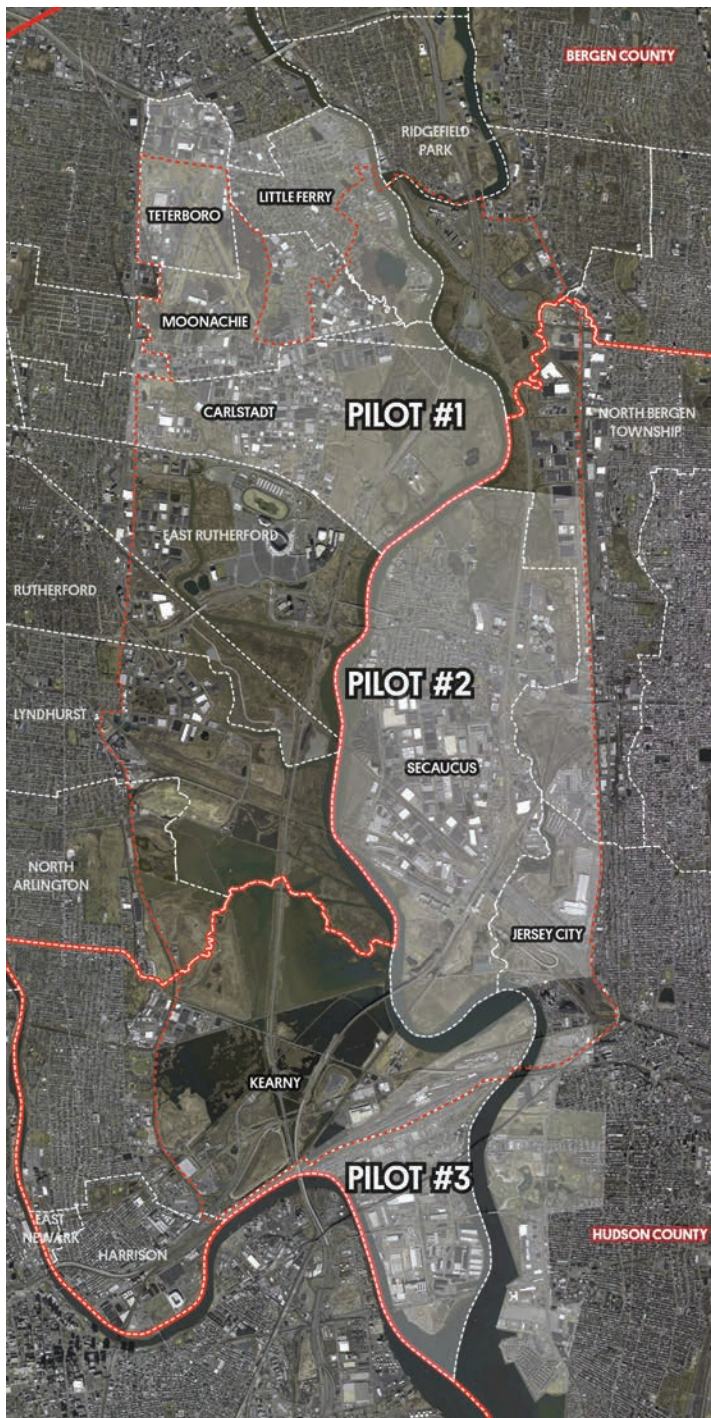 BERGEN COUNTY
RIDGEFIELD
PARK
LITTLE FERRY
TETERBORO
MOONACHIE
CARLSTADT
PILOT #1
NORTH BERGEN
TOWNSHIP
EAST RUTHERFORD
RUTHERFORD
PILOT #2
LYNDHURST
SECAUCUS
NORTH
ARLINGTON
JERSEY CITY
KEARNY
PILOT #3
EAST
NEWARK
HARRISON
HUDSON COUNTY